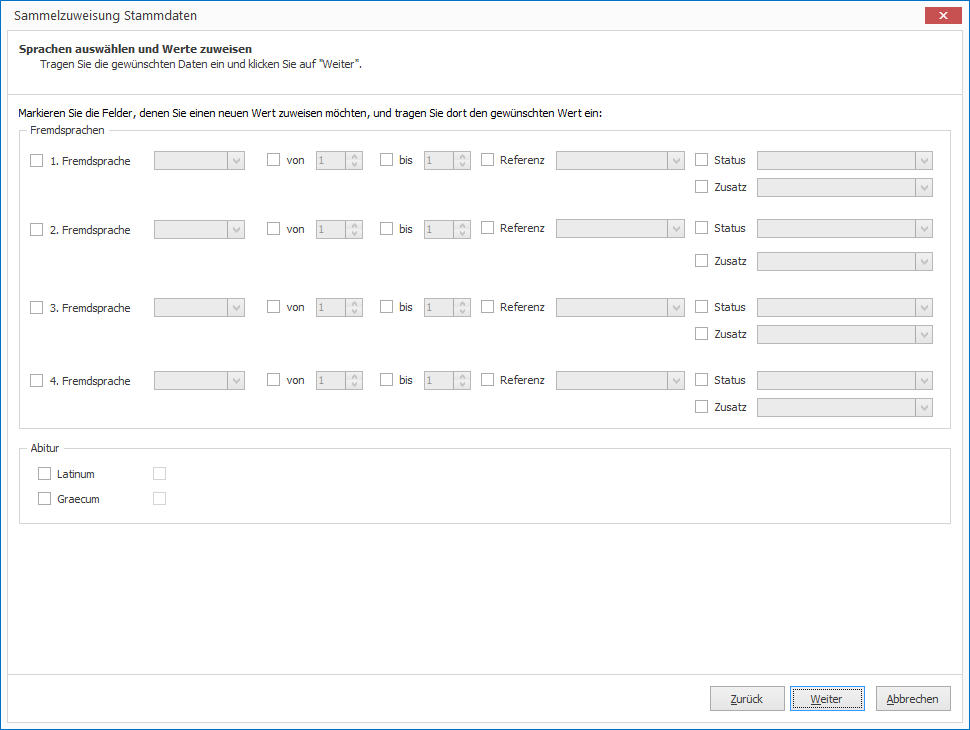 Sammelzuweisung Stammdaten
Sprachen auswählen und Werte zuweisen
Tragen Sie die gewünschten Daten ein und klicken Sie auf "Weiter".
Markieren Sie die Felder, denen Sie einen neuen Wert zuweisen möchten, und tragen Sie dort den gewünschten Wert ein:
Fremdsprachen
1. Fremdsprache von 1 bis 1 Referenz Status
Zusatz
2. Fremdsprache von 1 bis 1 Referenz Status
Zusatz
3. Fremdsprache von 1 bis 1 Referenz Status
Zusatz
4. Fremdsprache von 1 bis 1 Referenz Status
Zusatz
Abitur
Latinum
Graecum
Zurück Weiter Abbrechen